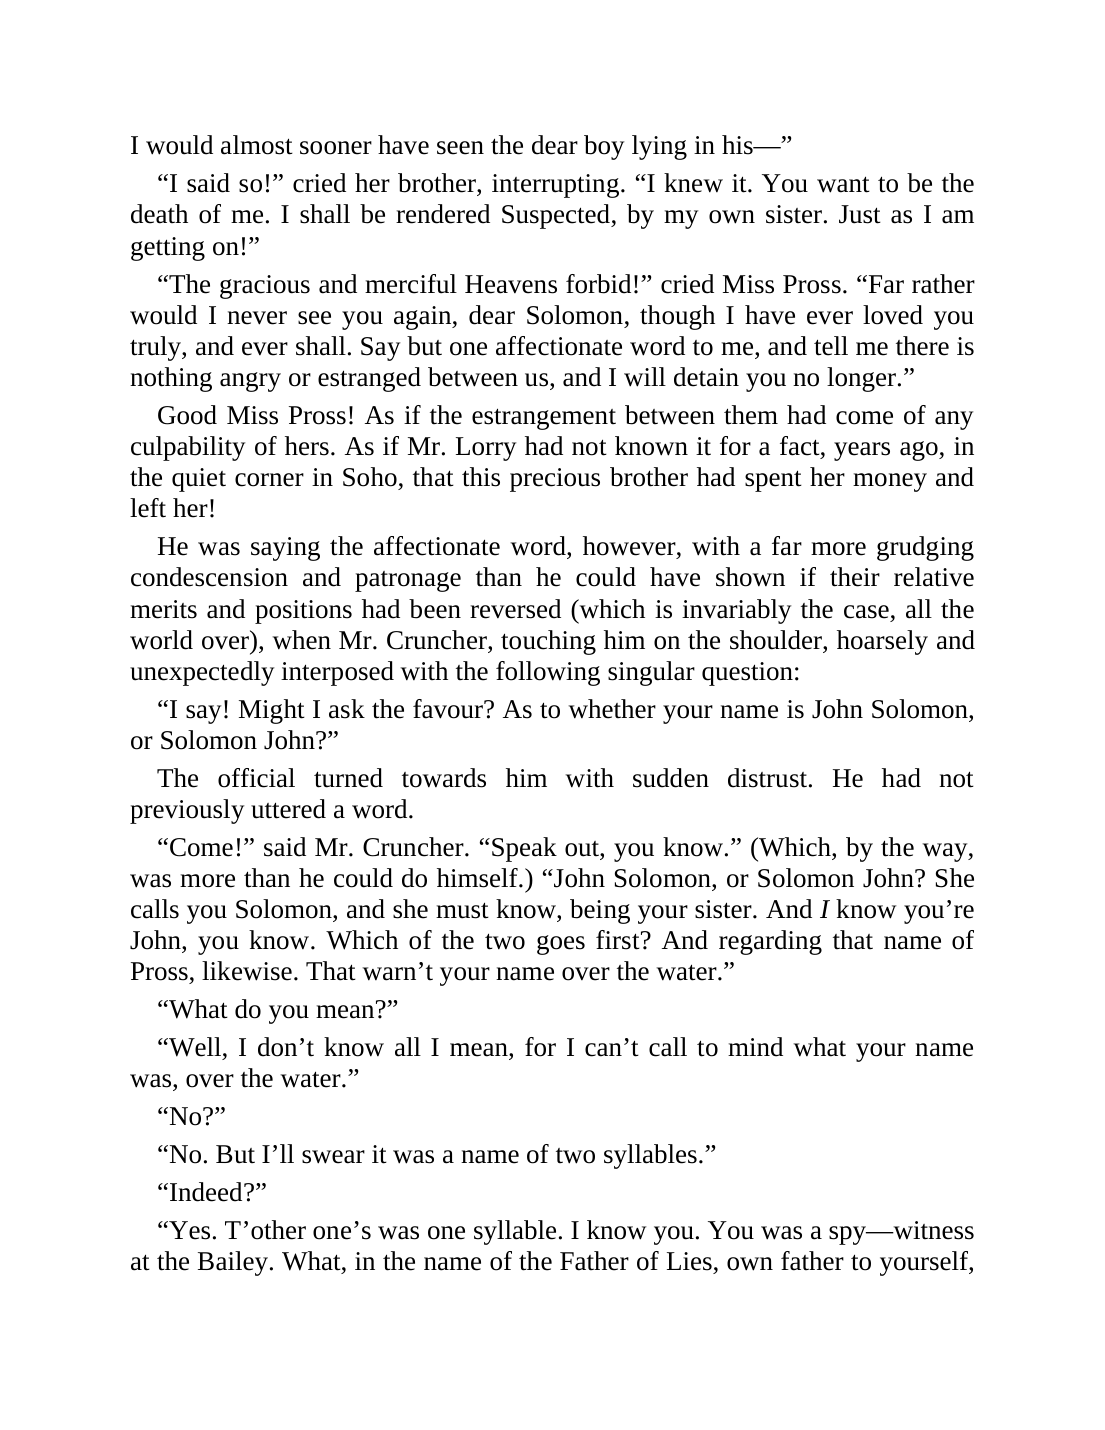 I would almost sooner have seen the dear boy lying in his—”
“I said so!” cried her brother, interrupting. “I knew it. You want to be the
death of me. I shall be rendered Suspected, by my own sister. Just as I am
getting on!”
“The gracious and merciful Heavens forbid!” cried Miss Pross. “Far rather
would I never see you again, dear Solomon, though I have ever loved you
truly, and ever shall. Say but one affectionate word to me, and tell me there is
nothing angry or estranged between us, and I will detain you no longer.”
Good Miss Pross! As if the estrangement between them had come of any
culpability of hers. As if Mr. Lorry had not known it for a fact, years ago, in
the quiet corner in Soho, that this precious brother had spent her money and
left her!
He was saying the affectionate word, however, with a far more grudging
condescension and patronage than he could have shown if their relative
merits and positions had been reversed (which is invariably the case, all the
world over), when Mr. Cruncher, touching him on the shoulder, hoarsely and
unexpectedly interposed with the following singular question:
“I say! Might I ask the favour? As to whether your name is John Solomon,
or Solomon John?”
The official turned towards him with sudden distrust. He had not
previously uttered a word.
“Come!” said Mr. Cruncher. “Speak out, you know.” (Which, by the way,
was more than he could do himself.) “John Solomon, or Solomon John? She
calls you Solomon, and she must know, being your sister. And I know you’re
John, you know. Which of the two goes first? And regarding that name of
Pross, likewise. That warn’t your name over the water.”
“What do you mean?”
“Well, I don’t know all I mean, for I can’t call to mind what your name
was, over the water.”
“No?”
“No. But I’ll swear it was a name of two syllables.”
“Indeed?”
“Yes. T’other one’s was one syllable. I know you. You was a spy—witness
at the Bailey. What, in the name of the Father of Lies, own father to yourself,